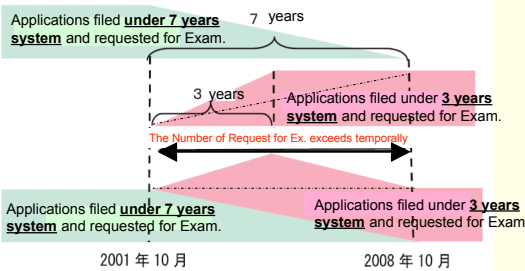 Applications filed under 7 years
system and requested for Exam.
7 years
3 years
Applications filed under 3 years
system and requested for Exam.
The Number of Request for Ex. exceeds temporally
Applications filed under 7 years
system and requested for Exam.
Applications filed under 3 years
system and requested for Exam
2001 年 10 月
2008 年 10 月